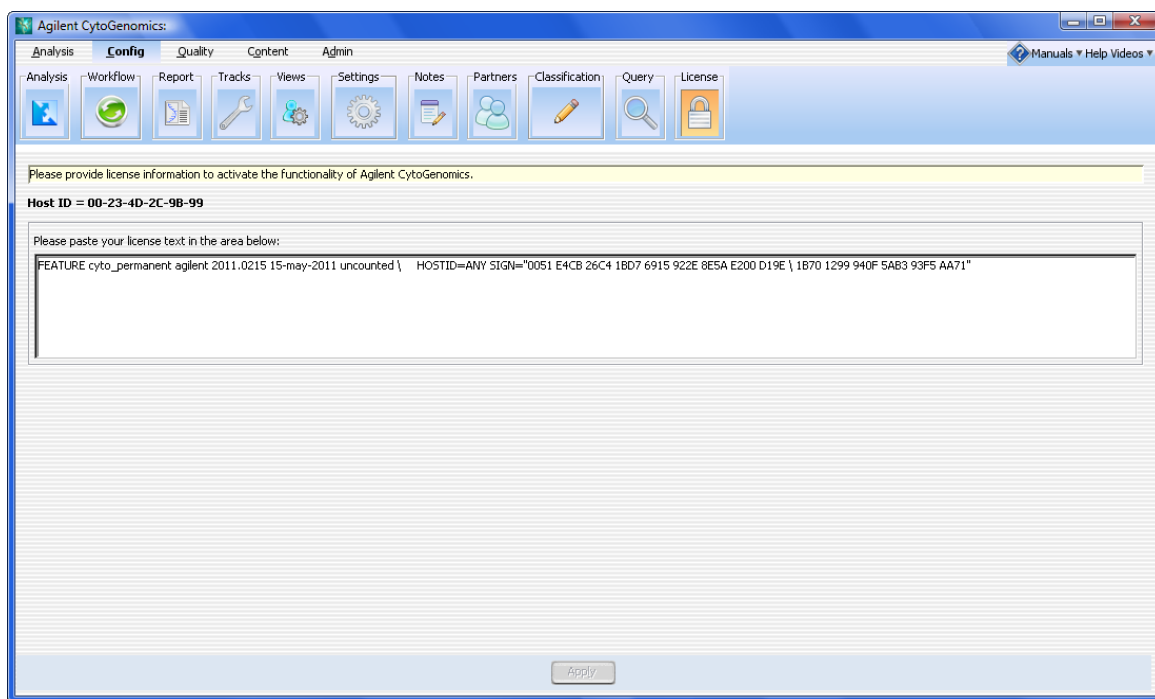 Agilent CytoGenomics:
Analysis Config Quality Content Admin Manuals Help Videos
Analysis Workflow Report Tracks Views Settings Notes Partners Classification Query License
Please provide license information to activate the functionality of Agilent CytoGenomics.
Host ID = 00-23-4D-2C-9B-99
Please paste your license text in the area below:
FEATURE cyto_permanent agilent 2011.0215 15-may-2011 uncounted \ HOSTID=ANY SIGN="0051 E4CB 26C4 1BD7 6915 922E 8E5A E200 D19E \ 1B70 1299 940F 5AB3 93F5 AA71"
Apply